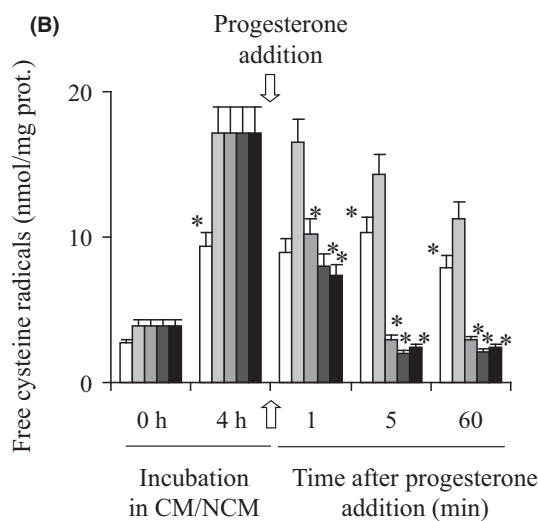 (B)
Progesterone
addition
Free cysteine radicals (nmol/mg prot.)
20
10
0
*
*
*
*
*
*
*
*
*
*
*
*
0 h
4 h
1
5
60
Incubation
in CM/NCM
Time after progesterone
addition (min)